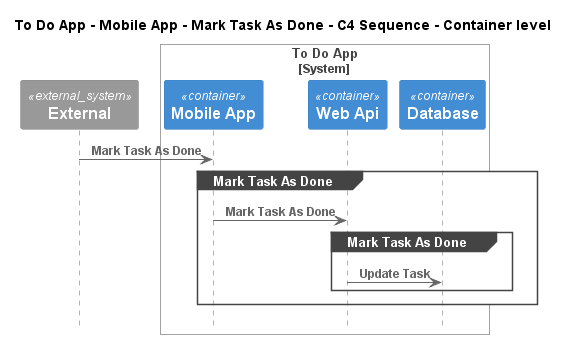 To Do App - Mobile App - Mark Task As Done - C4 Sequence - Container level
To Do App
[System]
«external_system»
External
«container»
Mobile App
«container»
Web Api
«container»
Database
Mark Task As Done
Mark Task As Done
Mark Task As Done
Mark Task As Done
Update Task